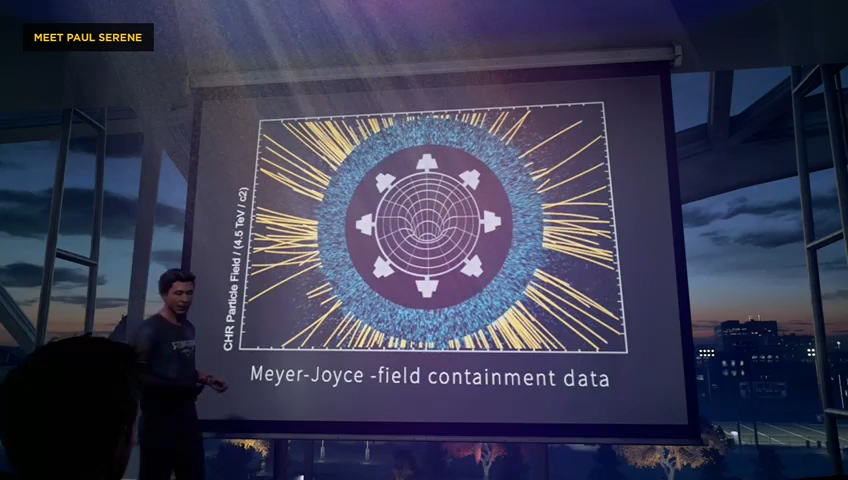 MEET PAUL SERENE
CHR Particle Field / (4.5 TeV / c2)
Meyer-Joyce -field containment data